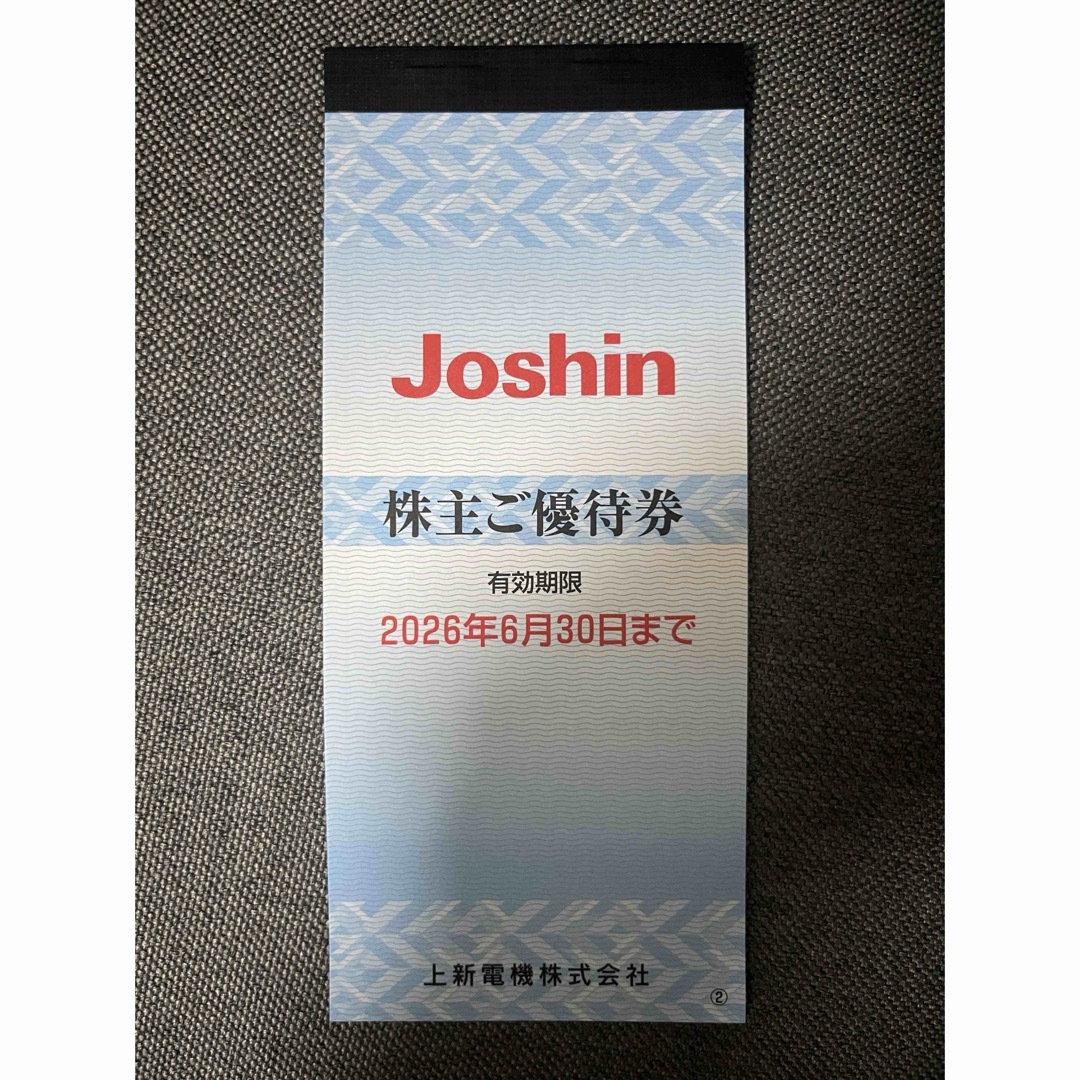 Joshin
株主ご優待券
有効期限
2026年6月30日まで
上新電機株式会社
②